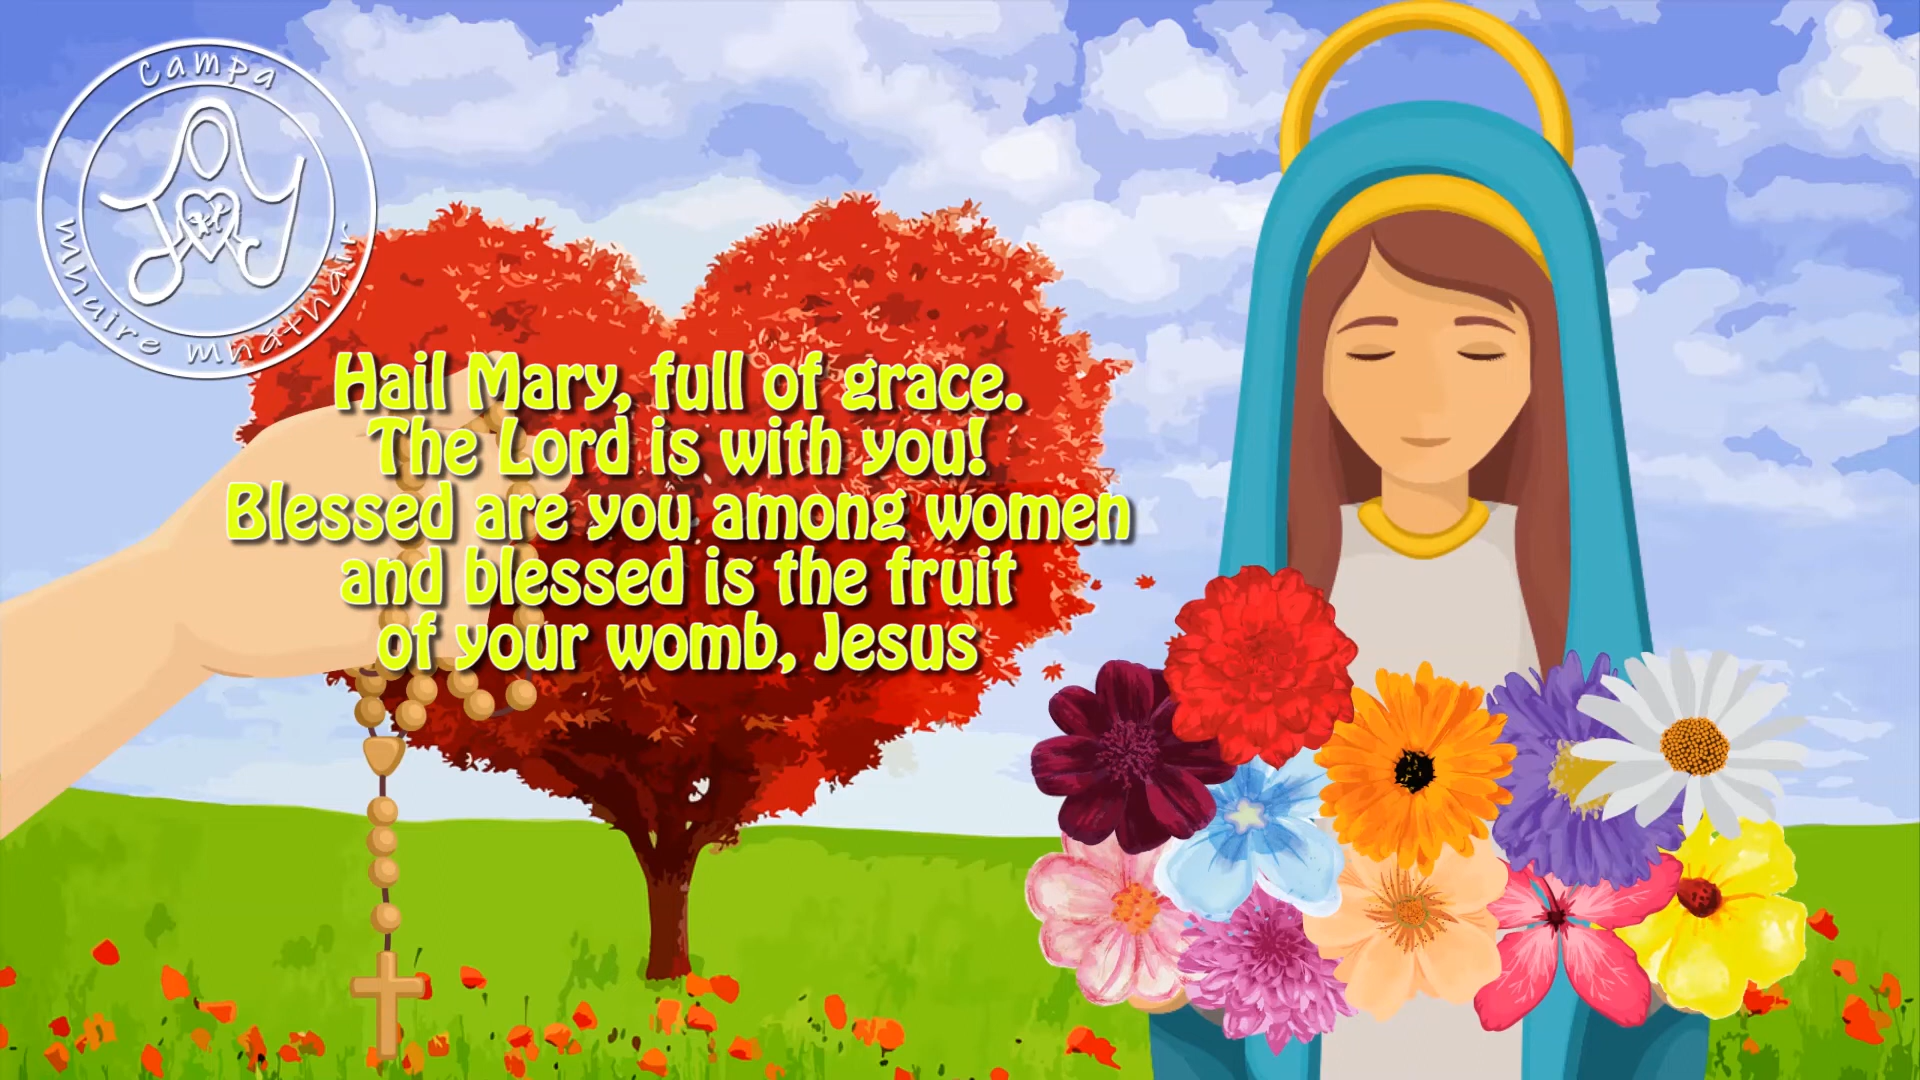 Campa
Mhuire Mháthair
Hail Mary, full of grace.
The Lord is with you!
Blessed are you among women
and blessed is the fruit
of your womb, Jesus